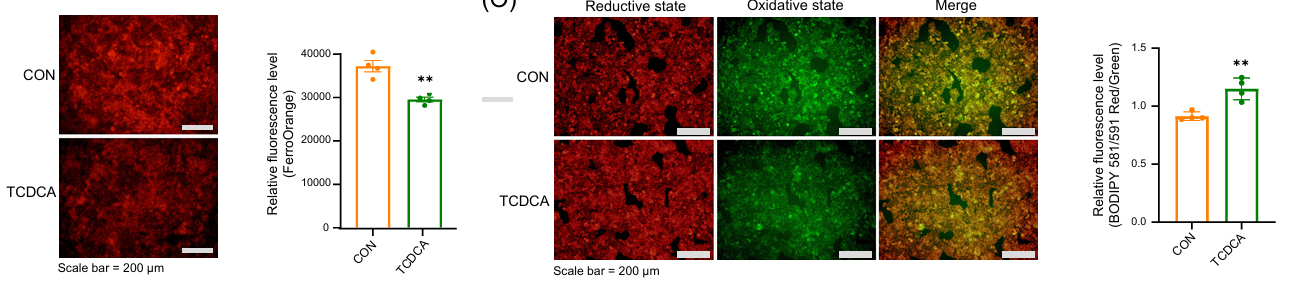 CON
TCDCA
Scale bar = 200 μm
Relative fluorescence level
(FerroOrange)
40000
30000
20000
10000
0
**
CON
TCDCA
Reductive state
Oxidative state
Merge
CON
TCDCA
Scale bar = 200 μm
Relative fluorescence level
(BODIPY 581/591 Red/Green)
1.5
1.0
0.5
0.0
**
CON
TCDCA